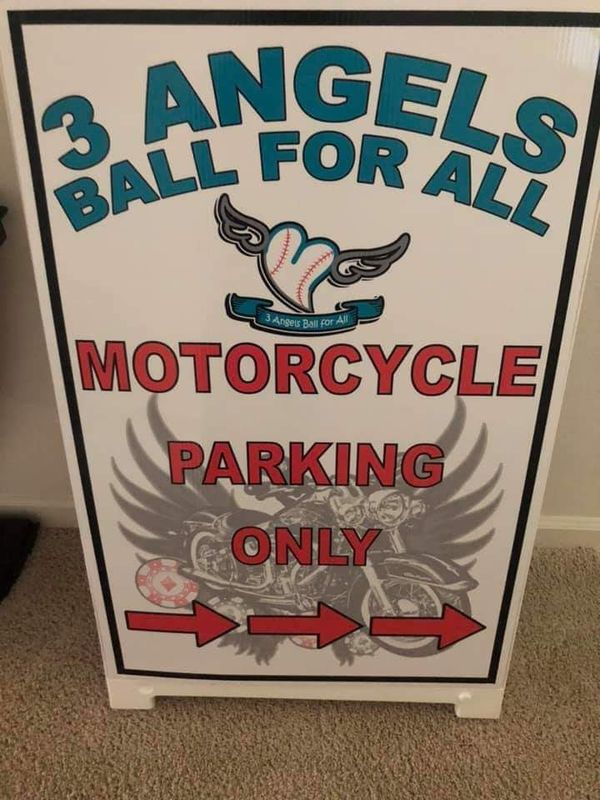 3 ANGELS
BALL FOR ALL
3 Angels Ball for All
MOTORCYCLE
PARKING
ONLY